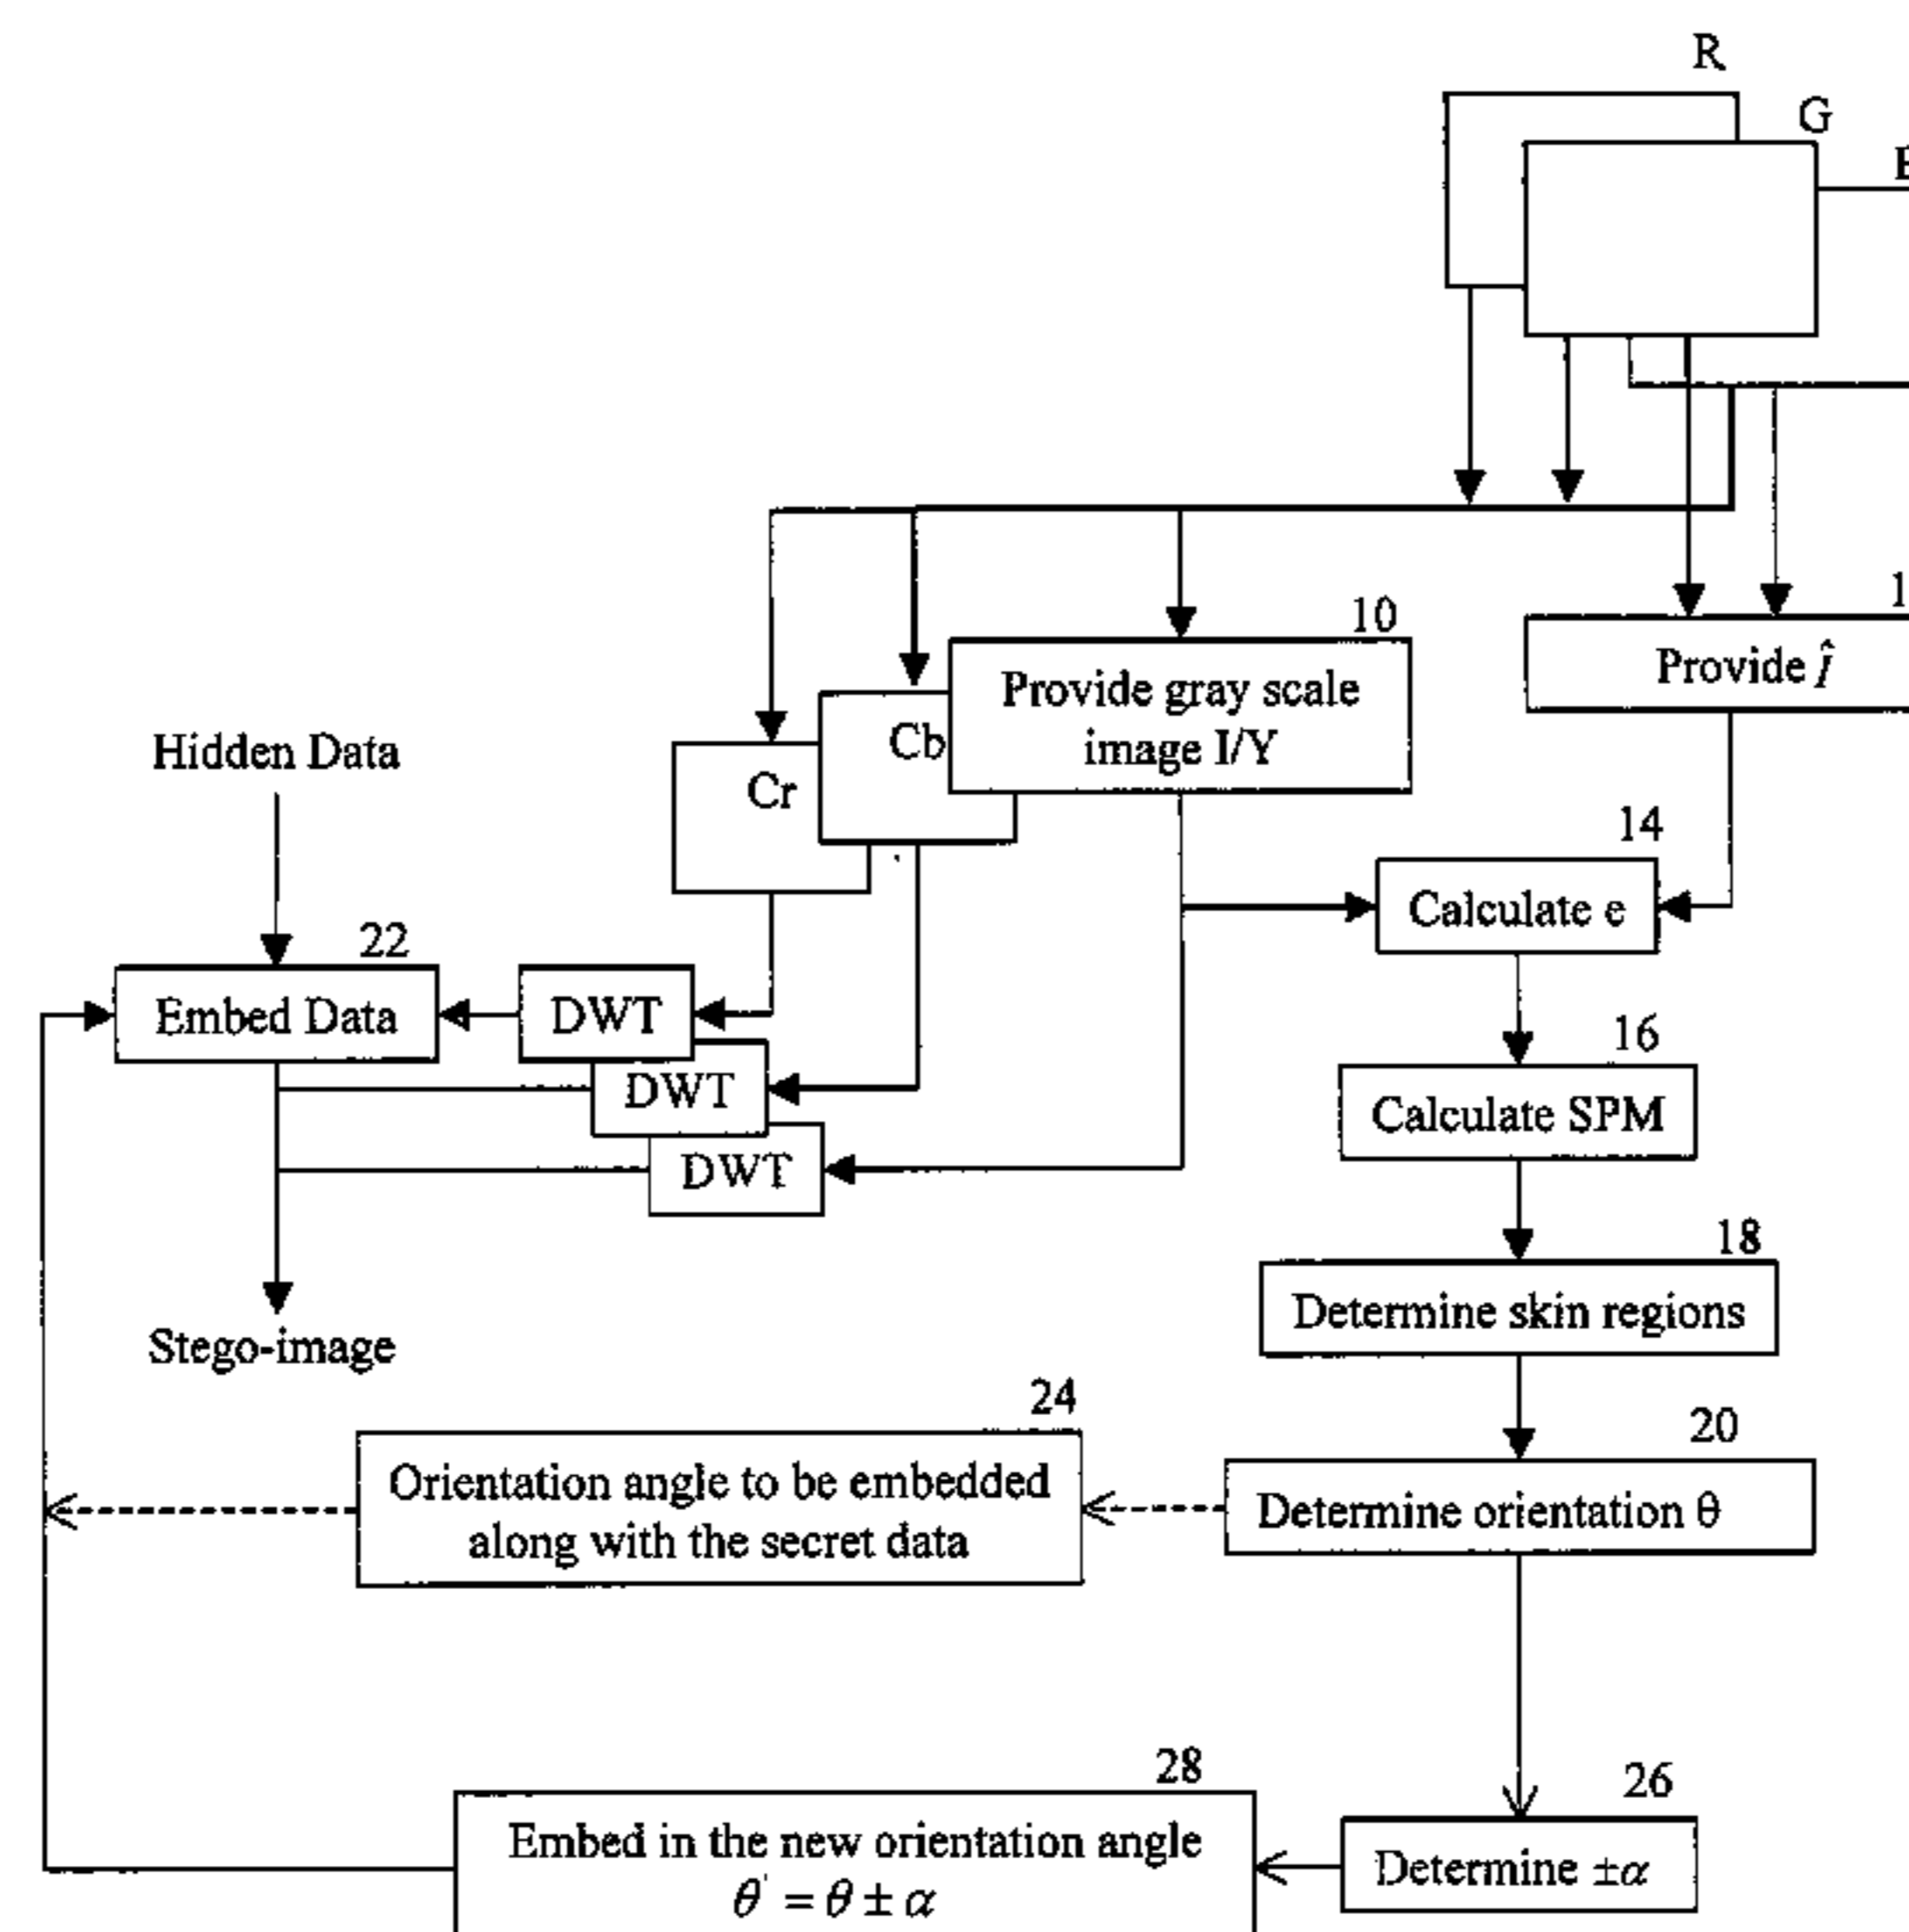 R
G
10
Provide gray scale
image I/Y
Provide Î
Cb
Cr
Hidden Data
14
Calculate e
22
Embed Data
DWT
DWT
DWT
16
Calculate SPM
18
Determine skin regions
Stego-image
24
Orientation angle to be embedded
along with the secret data
20
Determine orientation θ
28
Embed in the new orientation angle
θ' = θ ± α
26
Determine ±α